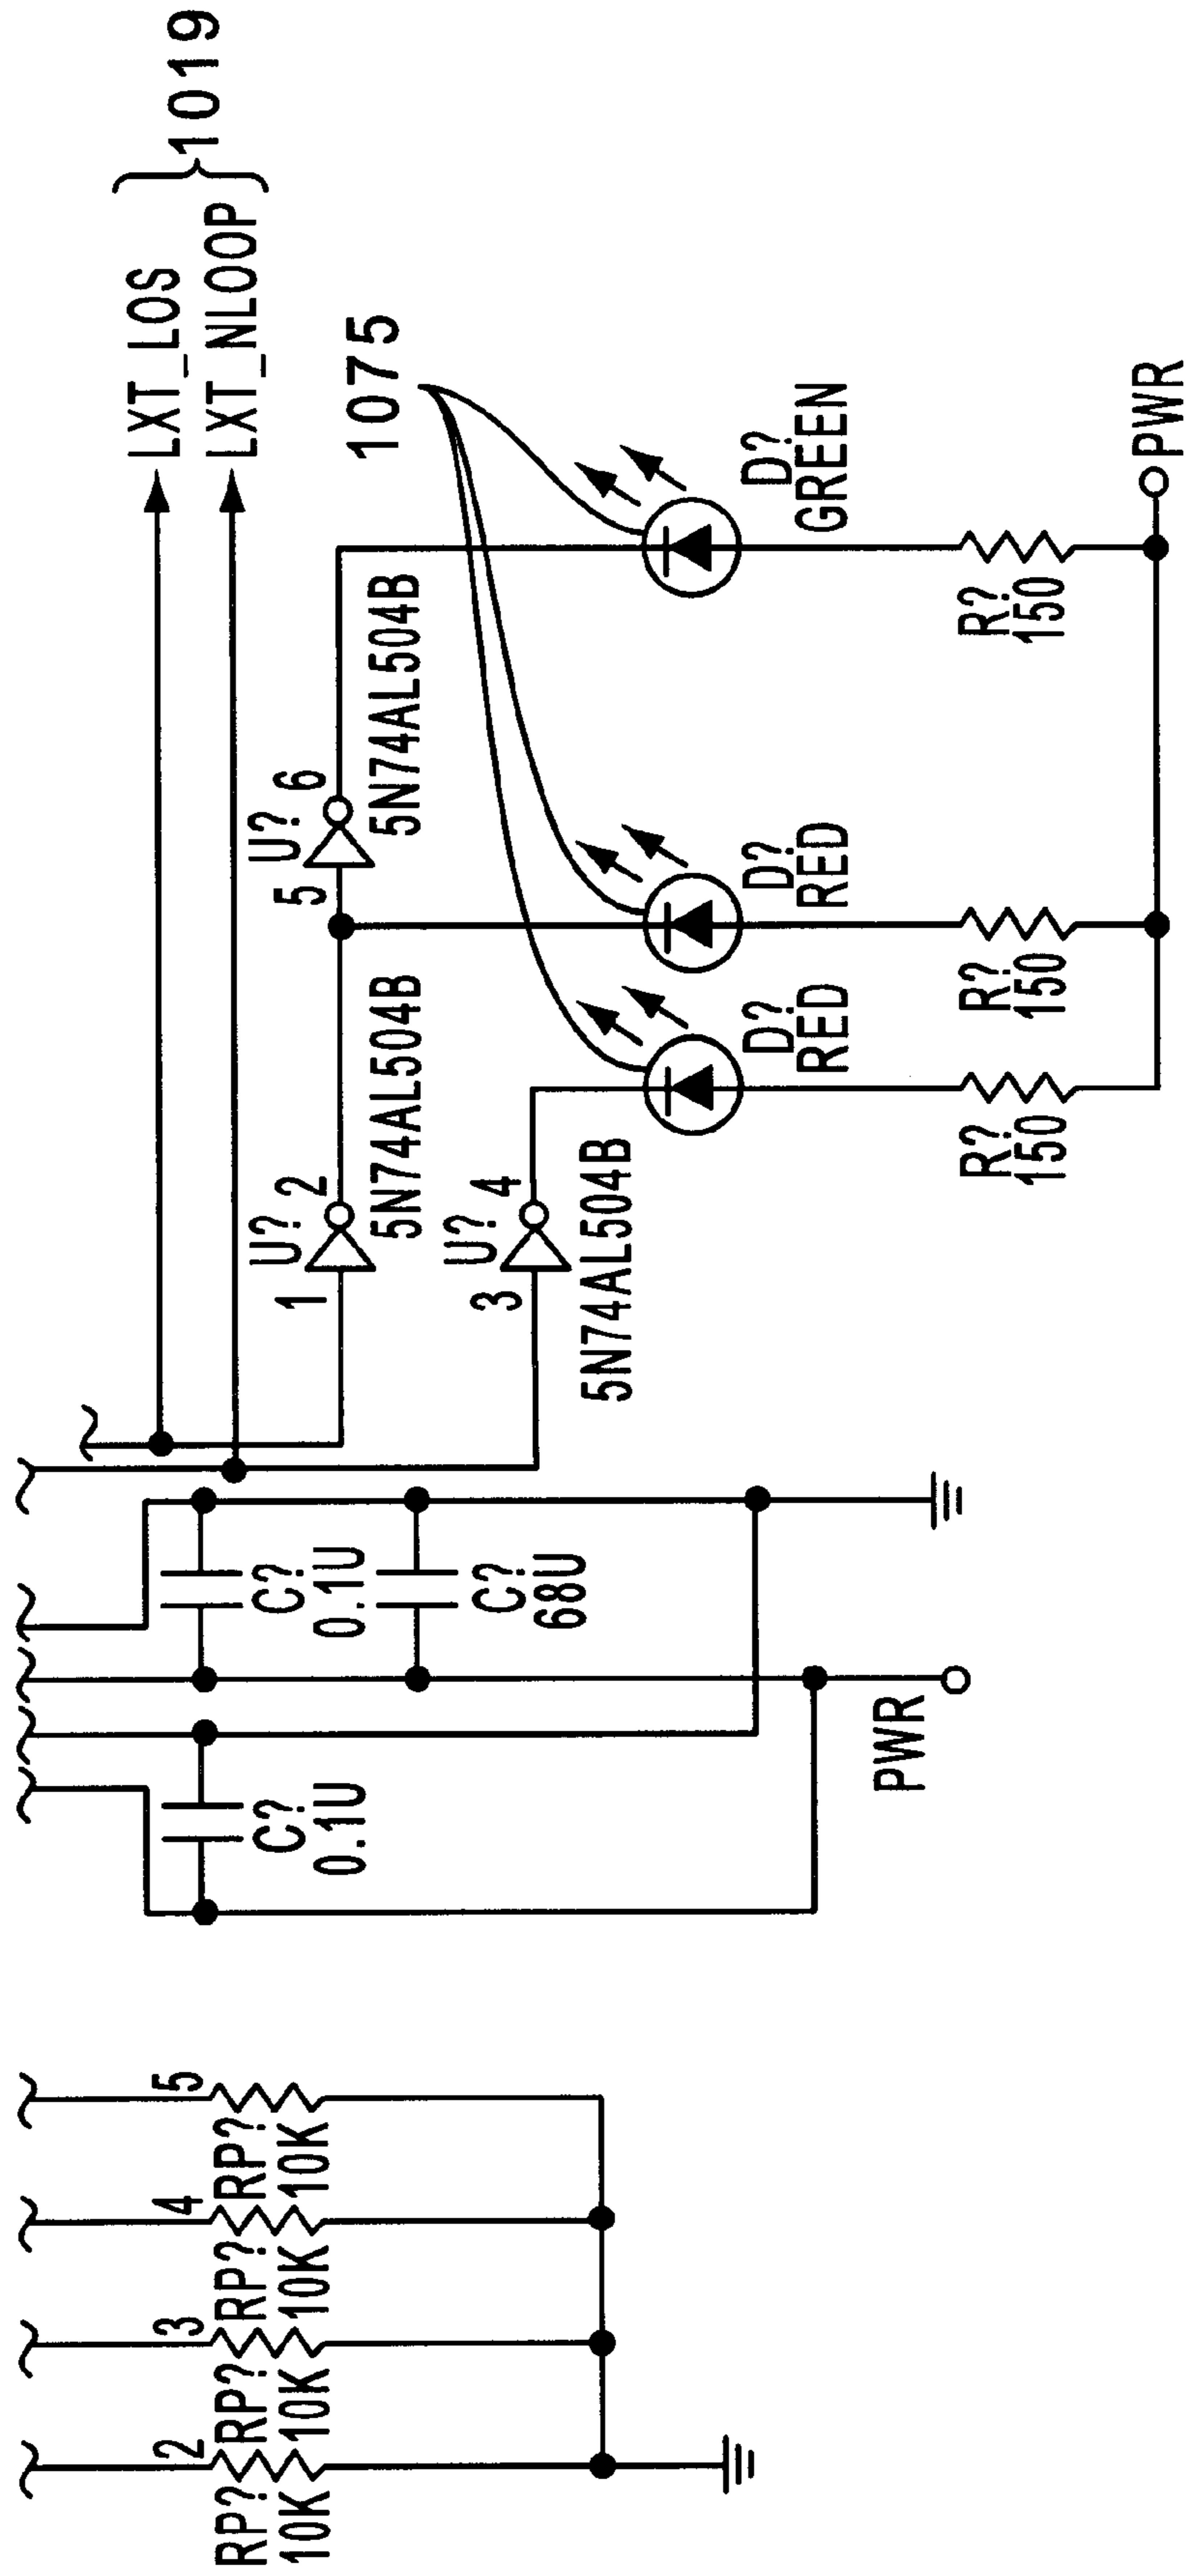 LXT_LOS
LXT_NLOOP
1019
1075
U?
5
6
5N74AL504B
U?
1
2
5N74AL504B
U?
3
4
5N74AL504B
D?
RED
D?
RED
D?
GREEN
R?
150
R?
150
R?
150
PWR
C?
0.1U
C?
0.1U
C?
68U
PWR
2
RP?
10K
3
RP?
10K
4
RP?
10K
5
RP?
10K